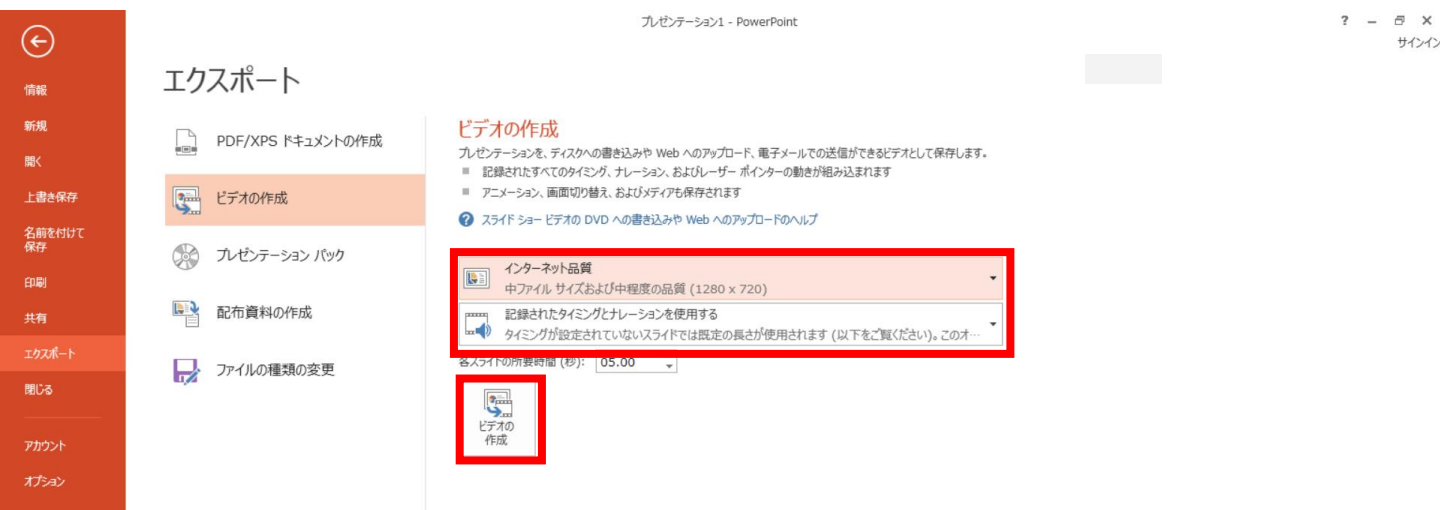 プレゼンテーション1 - PowerPoint
? – X
サインイン
情報
新規
開く
上書き保存
名前を付けて
保存
印刷
共有
エクスポート
閉じる
アカウント
オプション
エクスポート
PDF/XPS ドキュメントの作成
ビデオの作成
プレゼンテーション パック
配布資料の作成
ファイルの種類の変更
ビデオの作成
プレゼンテーションを、ディスクへの書き込みや Web へのアップロード、電子メールでの送信ができるビデオとして保存します。
記録されたすべてのタイミング、ナレーション、およびレーザー ポインターの動きが組み込まれます
アニメーション、画面切り替え、およびメディアも保存されます
スライド ショー ビデオの DVD への書き込みや Web へのアップロードのヘルプ
インターネット品質
中ファイル サイズおよび中程度の品質 (1280 x 720)
記録されたタイミングとナレーションを使用する
タイミングが設定されていないスライドでは既定の長さが使用されます (以下をご覧ください)。このオ…
各スライドの所要時間 (秒): 05.00
ビデオの
作成